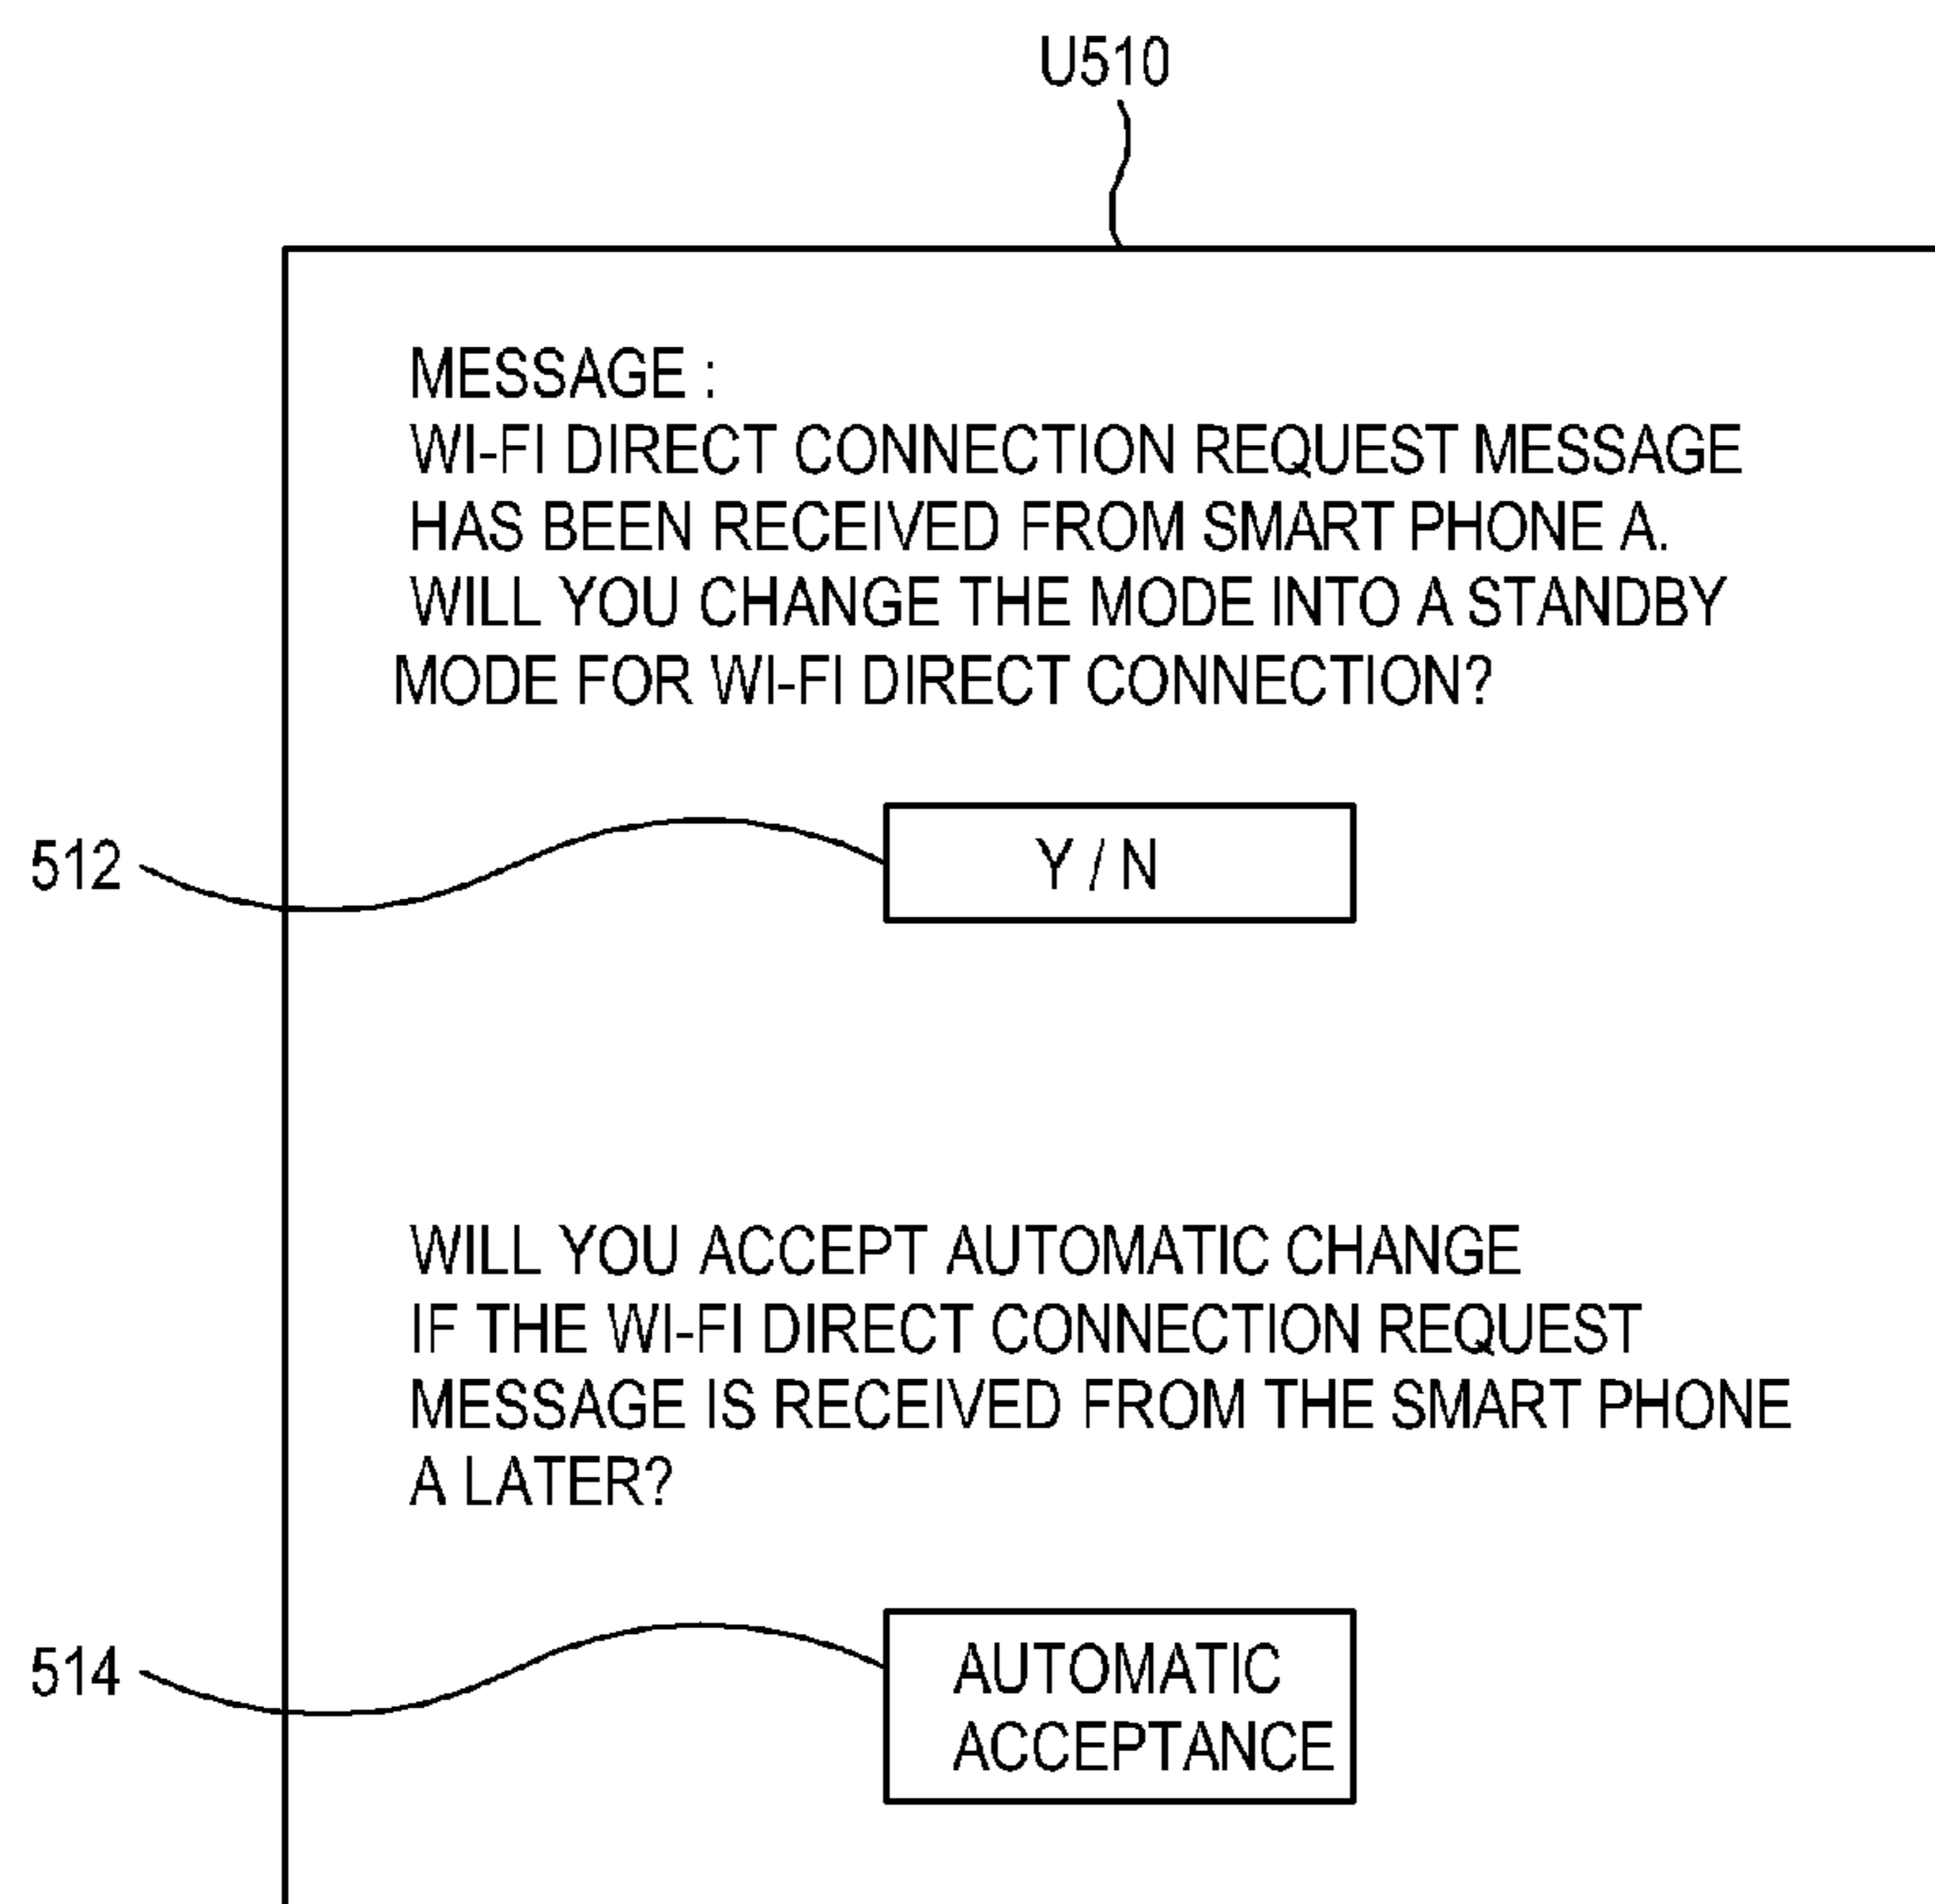 U510
MESSAGE :
WI-FI DIRECT CONNECTION REQUEST MESSAGE
HAS BEEN RECEIVED FROM SMART PHONE A.
WILL YOU CHANGE THE MODE INTO A STANDBY
MODE FOR WI-FI DIRECT CONNECTION?
512
Y / N
WILL YOU ACCEPT AUTOMATIC CHANGE
IF THE WI-FI DIRECT CONNECTION REQUEST
MESSAGE IS RECEIVED FROM THE SMART PHONE
A LATER?
514
AUTOMATIC
ACCEPTANCE